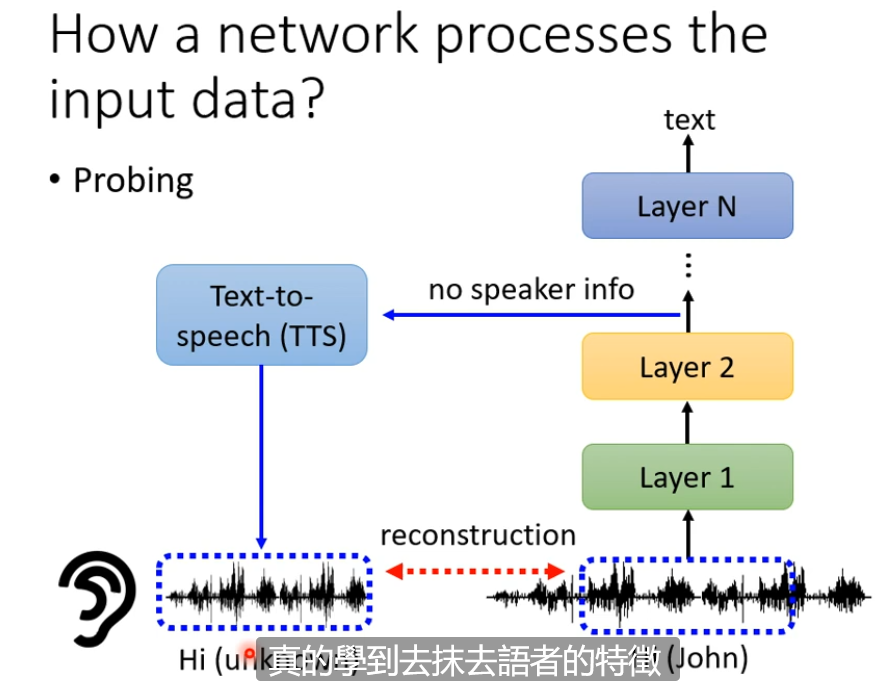 How a network processes the
input data?
• Probing
text
Layer N
no speaker info
Text-to-
speech (TTS)
Layer 2
Layer 1
reconstruction
Hi
(John)
真的學到去抹去語者的特徵